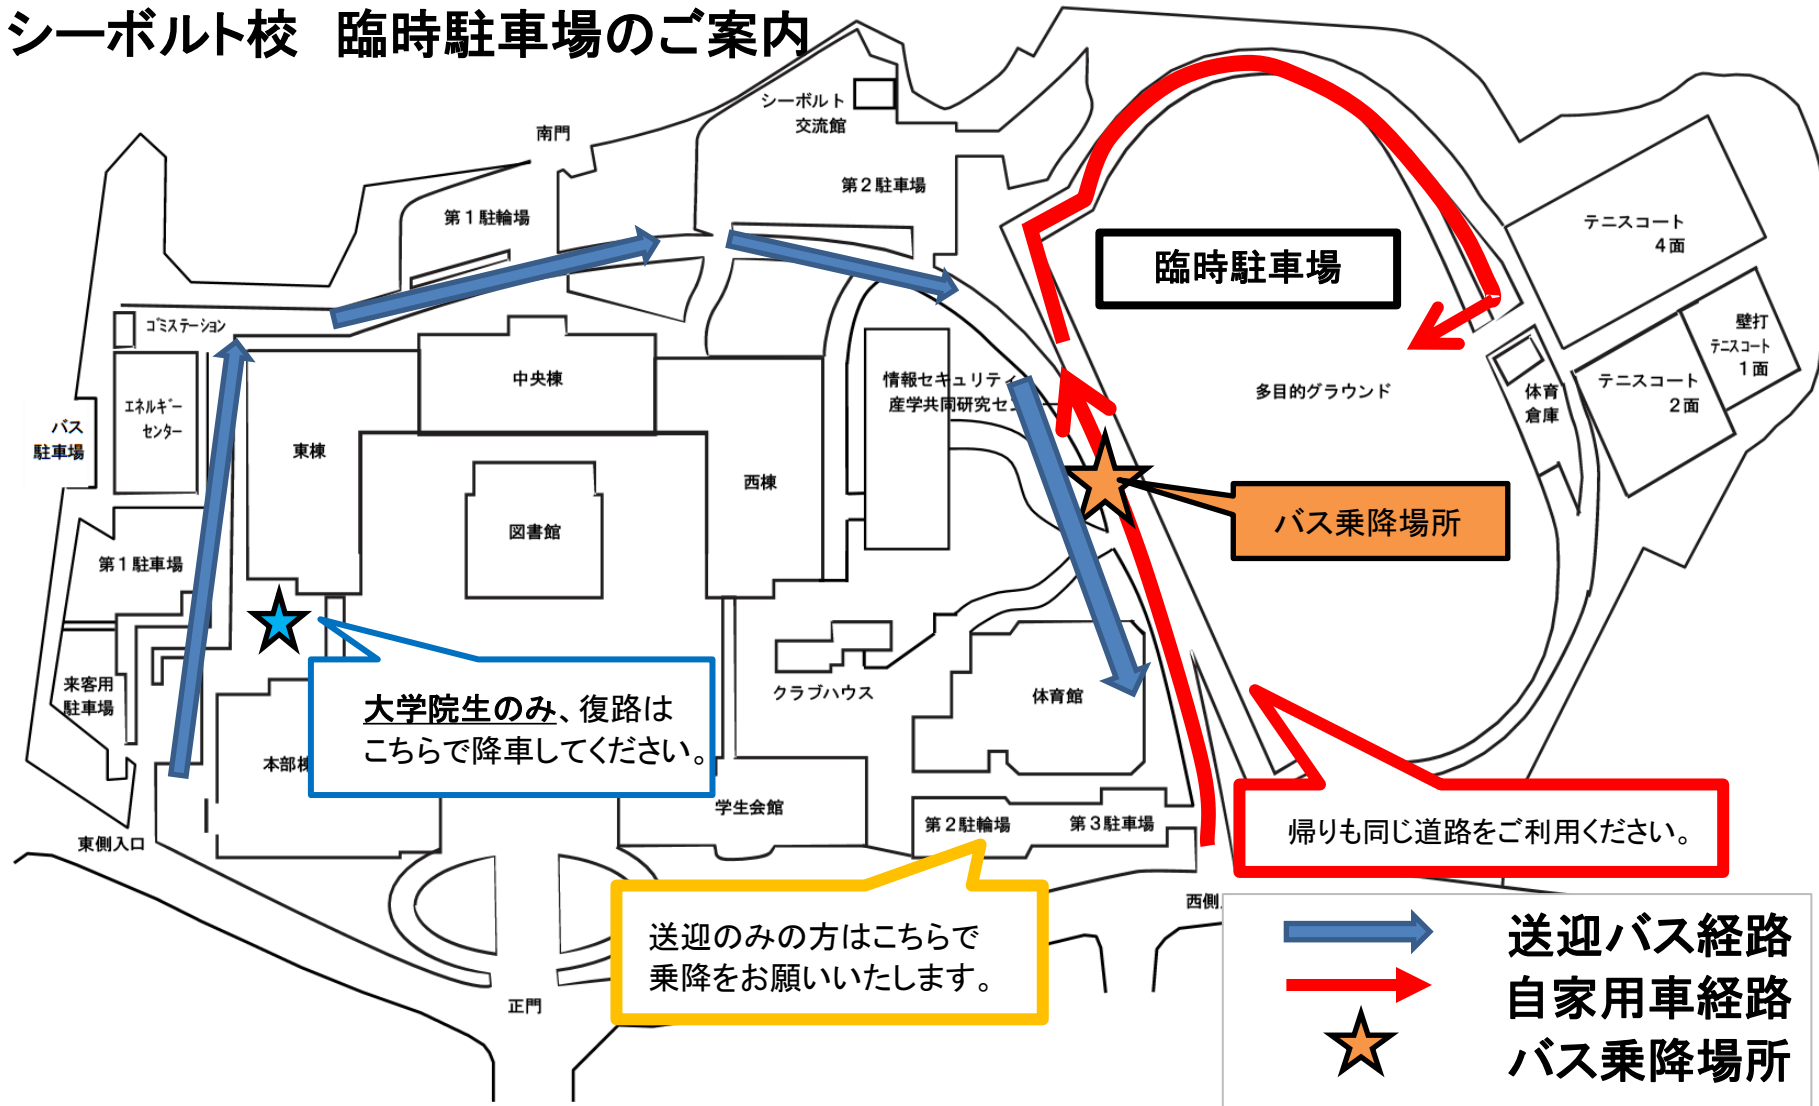 シーボルト校　臨時駐車場のご案内
シーボルト
交流館
南門
第２駐車場
第１駐輪場
テニスコート
４面
臨時駐車場
ゴミステーション
壁打
テニスコート
１面
中央棟
情報セキュリティ
産学共同研究セ
多目的グラウンド
テニスコート
２面
体育
倉庫
エネルギー
センター
バス
駐車場
東棟
西棟
図書館
バス乗降場所
第１駐車場
来客用
駐車場
クラブハウス
体育館
大学院生のみ、復路は
こちらで降車してください。
本部棟
学生会館
第２駐輪場
第３駐車場
帰りも同じ道路をご利用ください。
東側入口
西側
送迎のみの方はこちらで
乗降をお願いいたします。
正門
送迎バス経路
自家用車経路
バス乗降場所